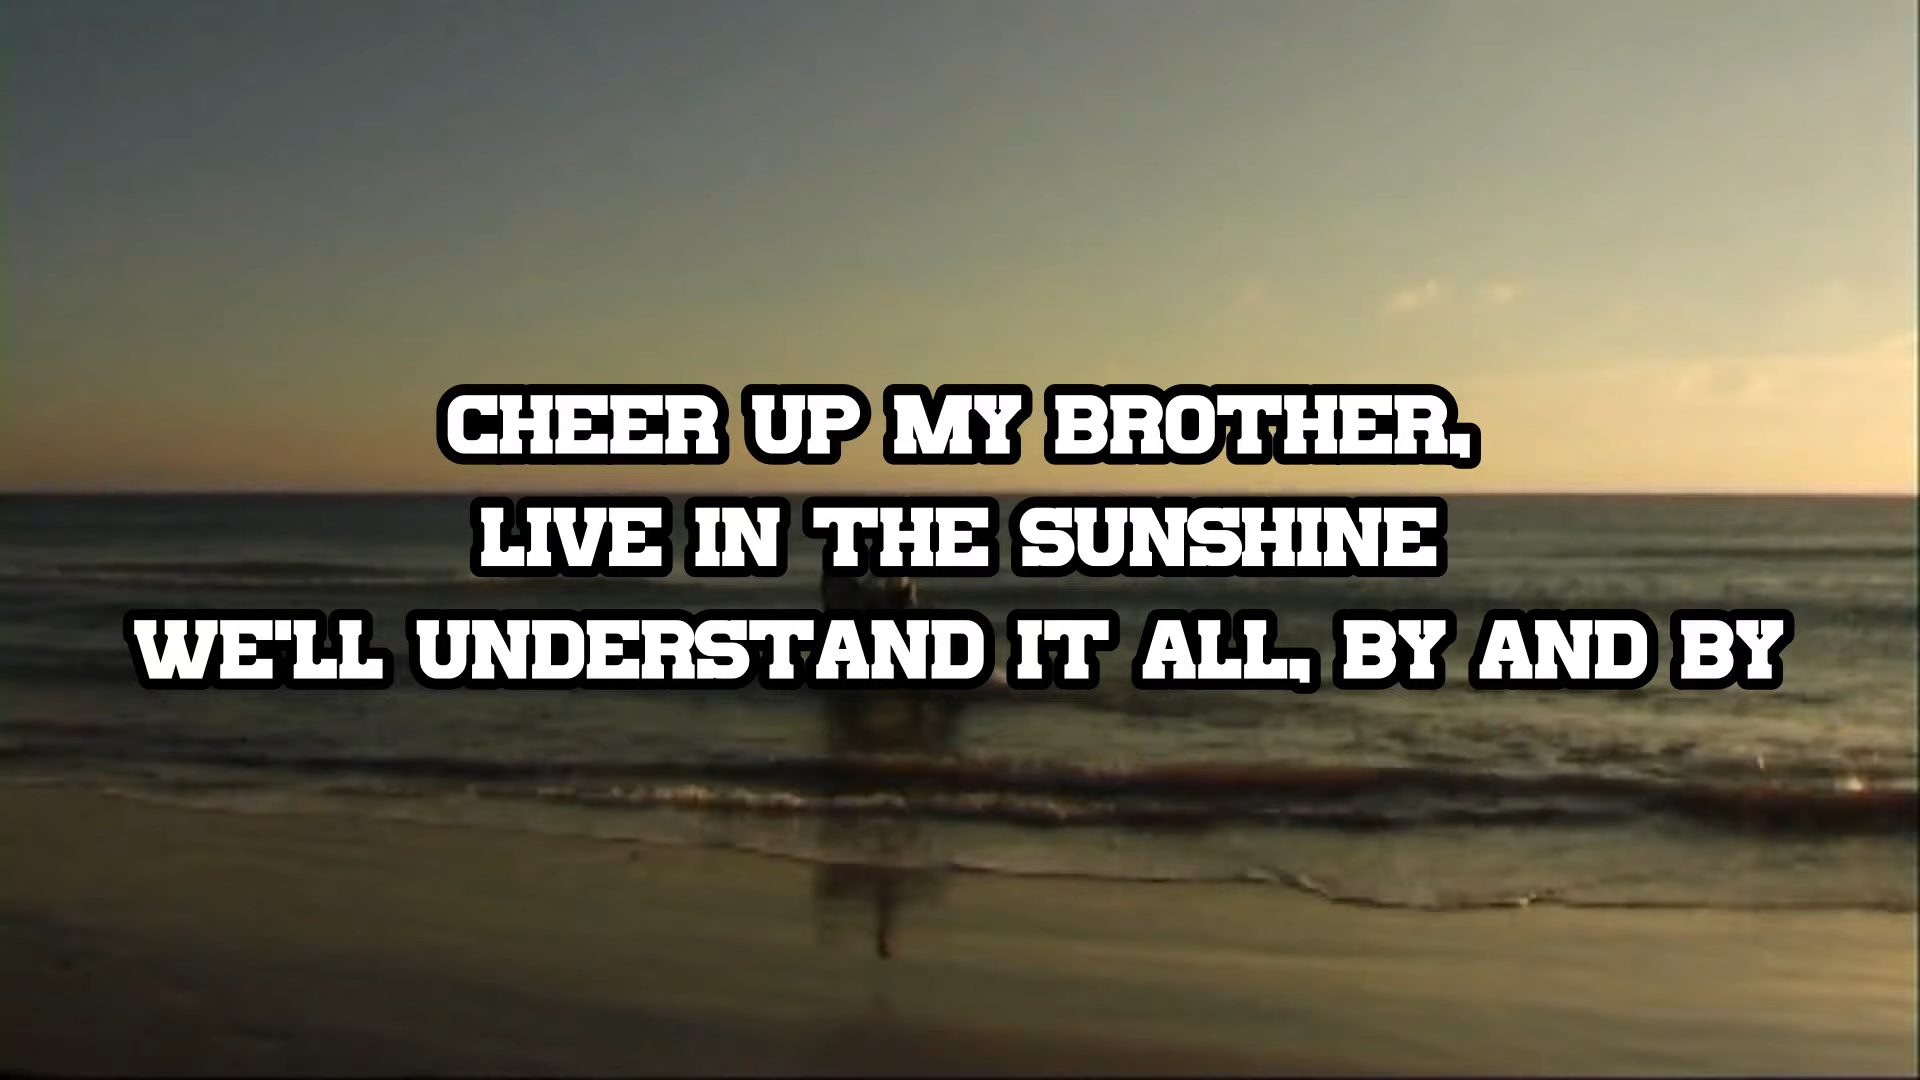 CHEER UP MY BROTHER,
LIVE IN THE SUNSHINE
WE'LL UNDERSTAND IT ALL, BY AND BY